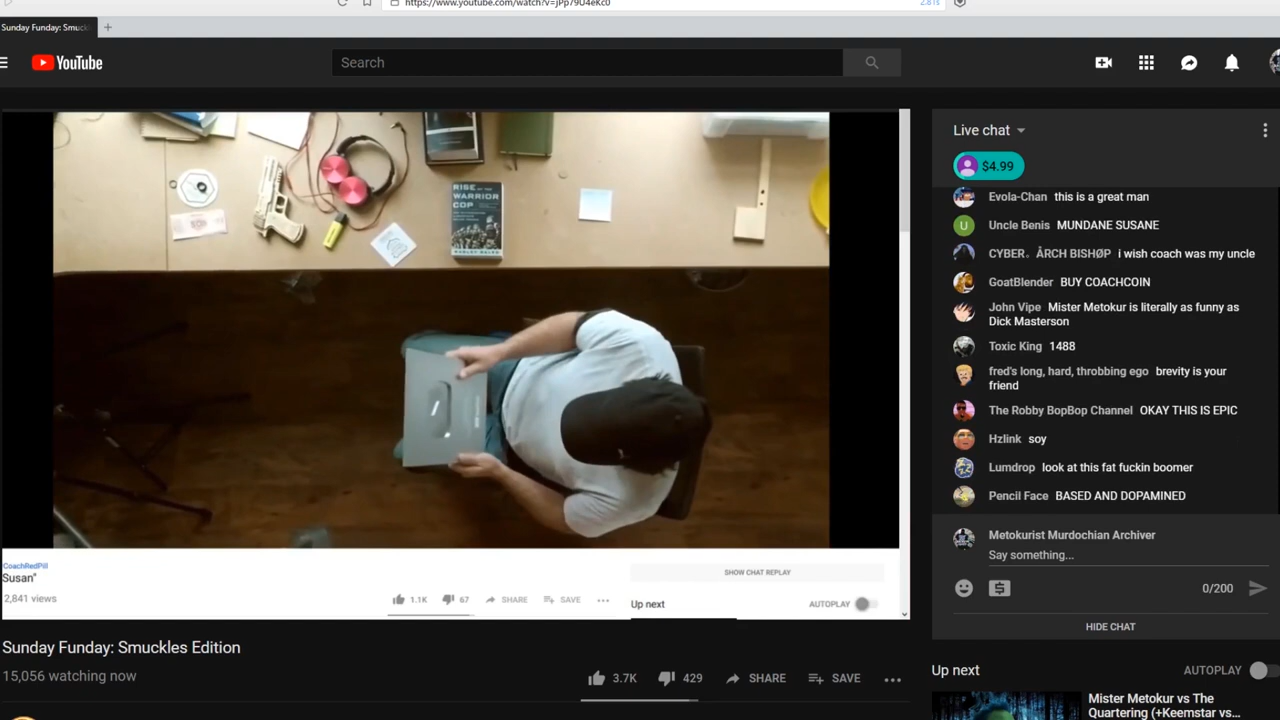 https://www.youtube.com/watch?v=jPp79U4eKc0
2.81s
Sunday Funday: Smuckl
YouTube
Search
Live chat
$4.99
Evola-Chan this is a great man
Uncle Benis MUNDANE SUSANE
CYBER。ÅRCH BISHØP i wish coach was my uncle
GoatBlender BUY COACHCOIN
John Vipe Mister Metokur is literally as funny as
Dick Masterson
Toxic King 1488
fred's long, hard, throbbing ego brevity is your
friend
The Robby BopBop Channel OKAY THIS IS EPIC
Hzlink soy
Lumdrop look at this fat fuckin boomer
Pencil Face BASED AND DOPAMINED
Metokurist Murdochian Archiver
Say something...
0/200
HIDE CHAT
RISE OF THE
WARRIOR
COP
CoachRedPill
Susan"
2,841 views
1.1K 67 SHARE SAVE
SHOW CHAT REPLAY
Up next AUTOPLAY
Sunday Funday: Smuckles Edition
15,056 watching now
3.7K 429 SHARE SAVE
Up next AUTOPLAY
Mister Metokur vs The
Quartering (+Keemstar vs...